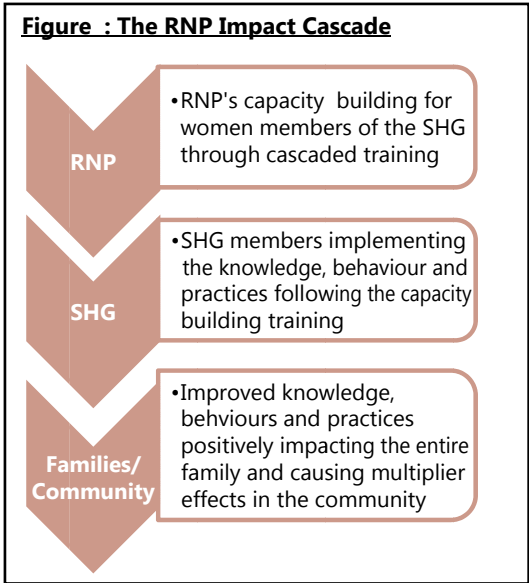 Figure : The RNP Impact Cascade
RNP
•RNP's capacity building for
women members of the SHG
through cascaded training
SHG
•SHG members implementing
the knowledge, behaviour and
practices following the capacity
building training
Families/
Community
•Improved knowledge,
behviours and practices
positively impacting the entire
family and causing multiplier
effects in the community